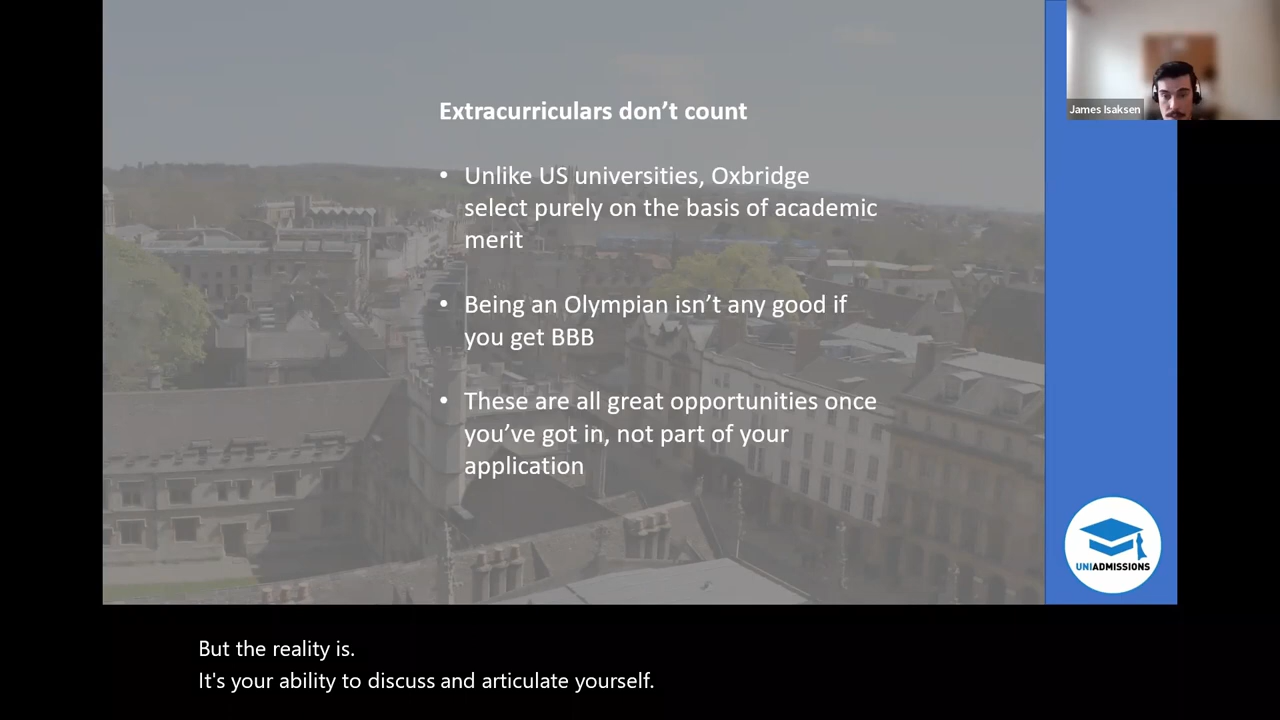 Extracurriculars don't count
• Unlike US universities, Oxbridge
select purely on the basis of academic
merit
• Being an Olympian isn't any good if
you get BBB
• These are all great opportunities once
you've got in, not part of your
application
James Isaksen
UNIADMISSIONS
But the reality is.
It's your ability to discuss and articulate yourself.